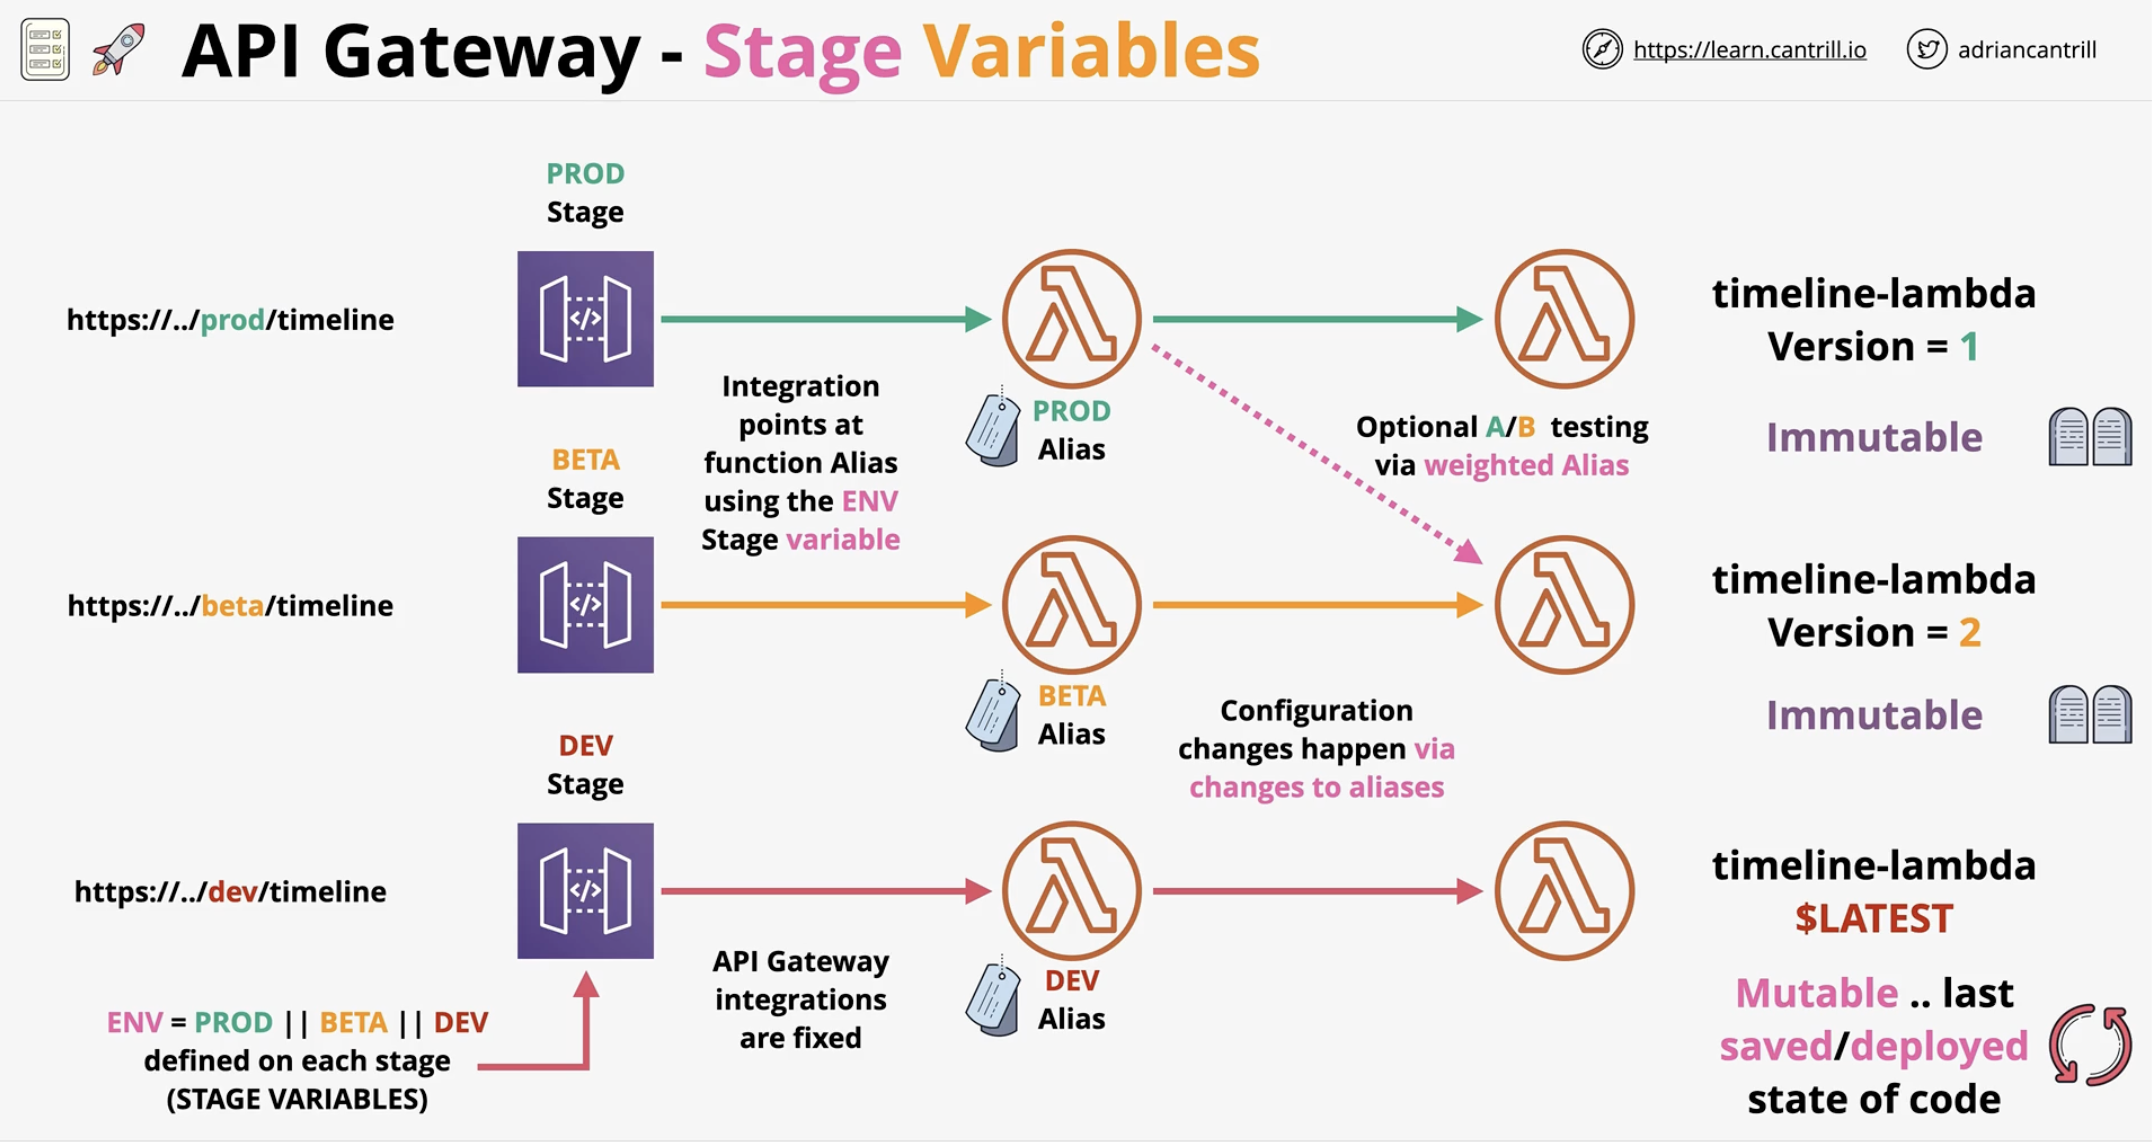 API Gateway - Stage Variables
https://learn.cantrill.io
adriancantrill
PROD
Stage
https://../prod/timeline
timeline-lambda
Version = 1
Immutable
Integration
points at
function Alias
using the ENV
Stage variable
PROD
Alias
Optional A/B testing
via weighted Alias
BETA
Stage
https://../beta/timeline
timeline-lambda
Version = 2
Immutable
BETA
Alias
Configuration
changes happen via
changes to aliases
DEV
Stage
https://../dev/timeline
timeline-lambda
$LATEST
Mutable .. last
saved/deployed
state of code
API Gateway
integrations
are fixed
DEV
Alias
ENV = PROD || BETA || DEV
defined on each stage
(STAGE VARIABLES)